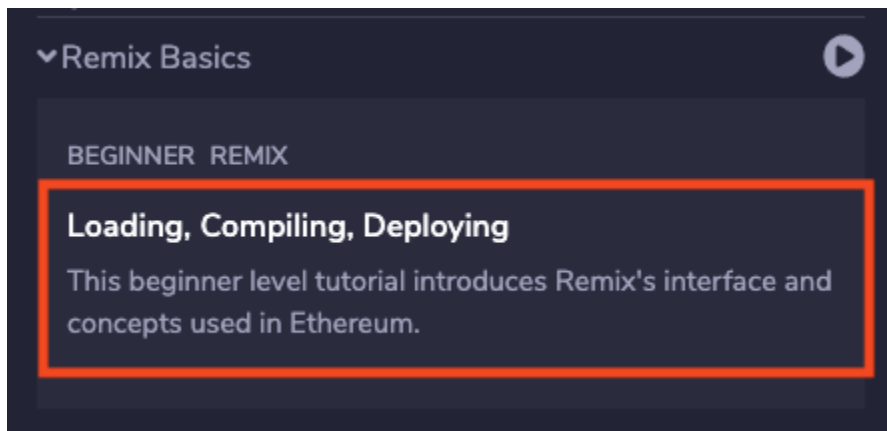 Remix Basics
BEGINNER REMIX
Loading, Compiling, Deploying
This beginner level tutorial introduces Remix's interface and
concepts used in Ethereum.